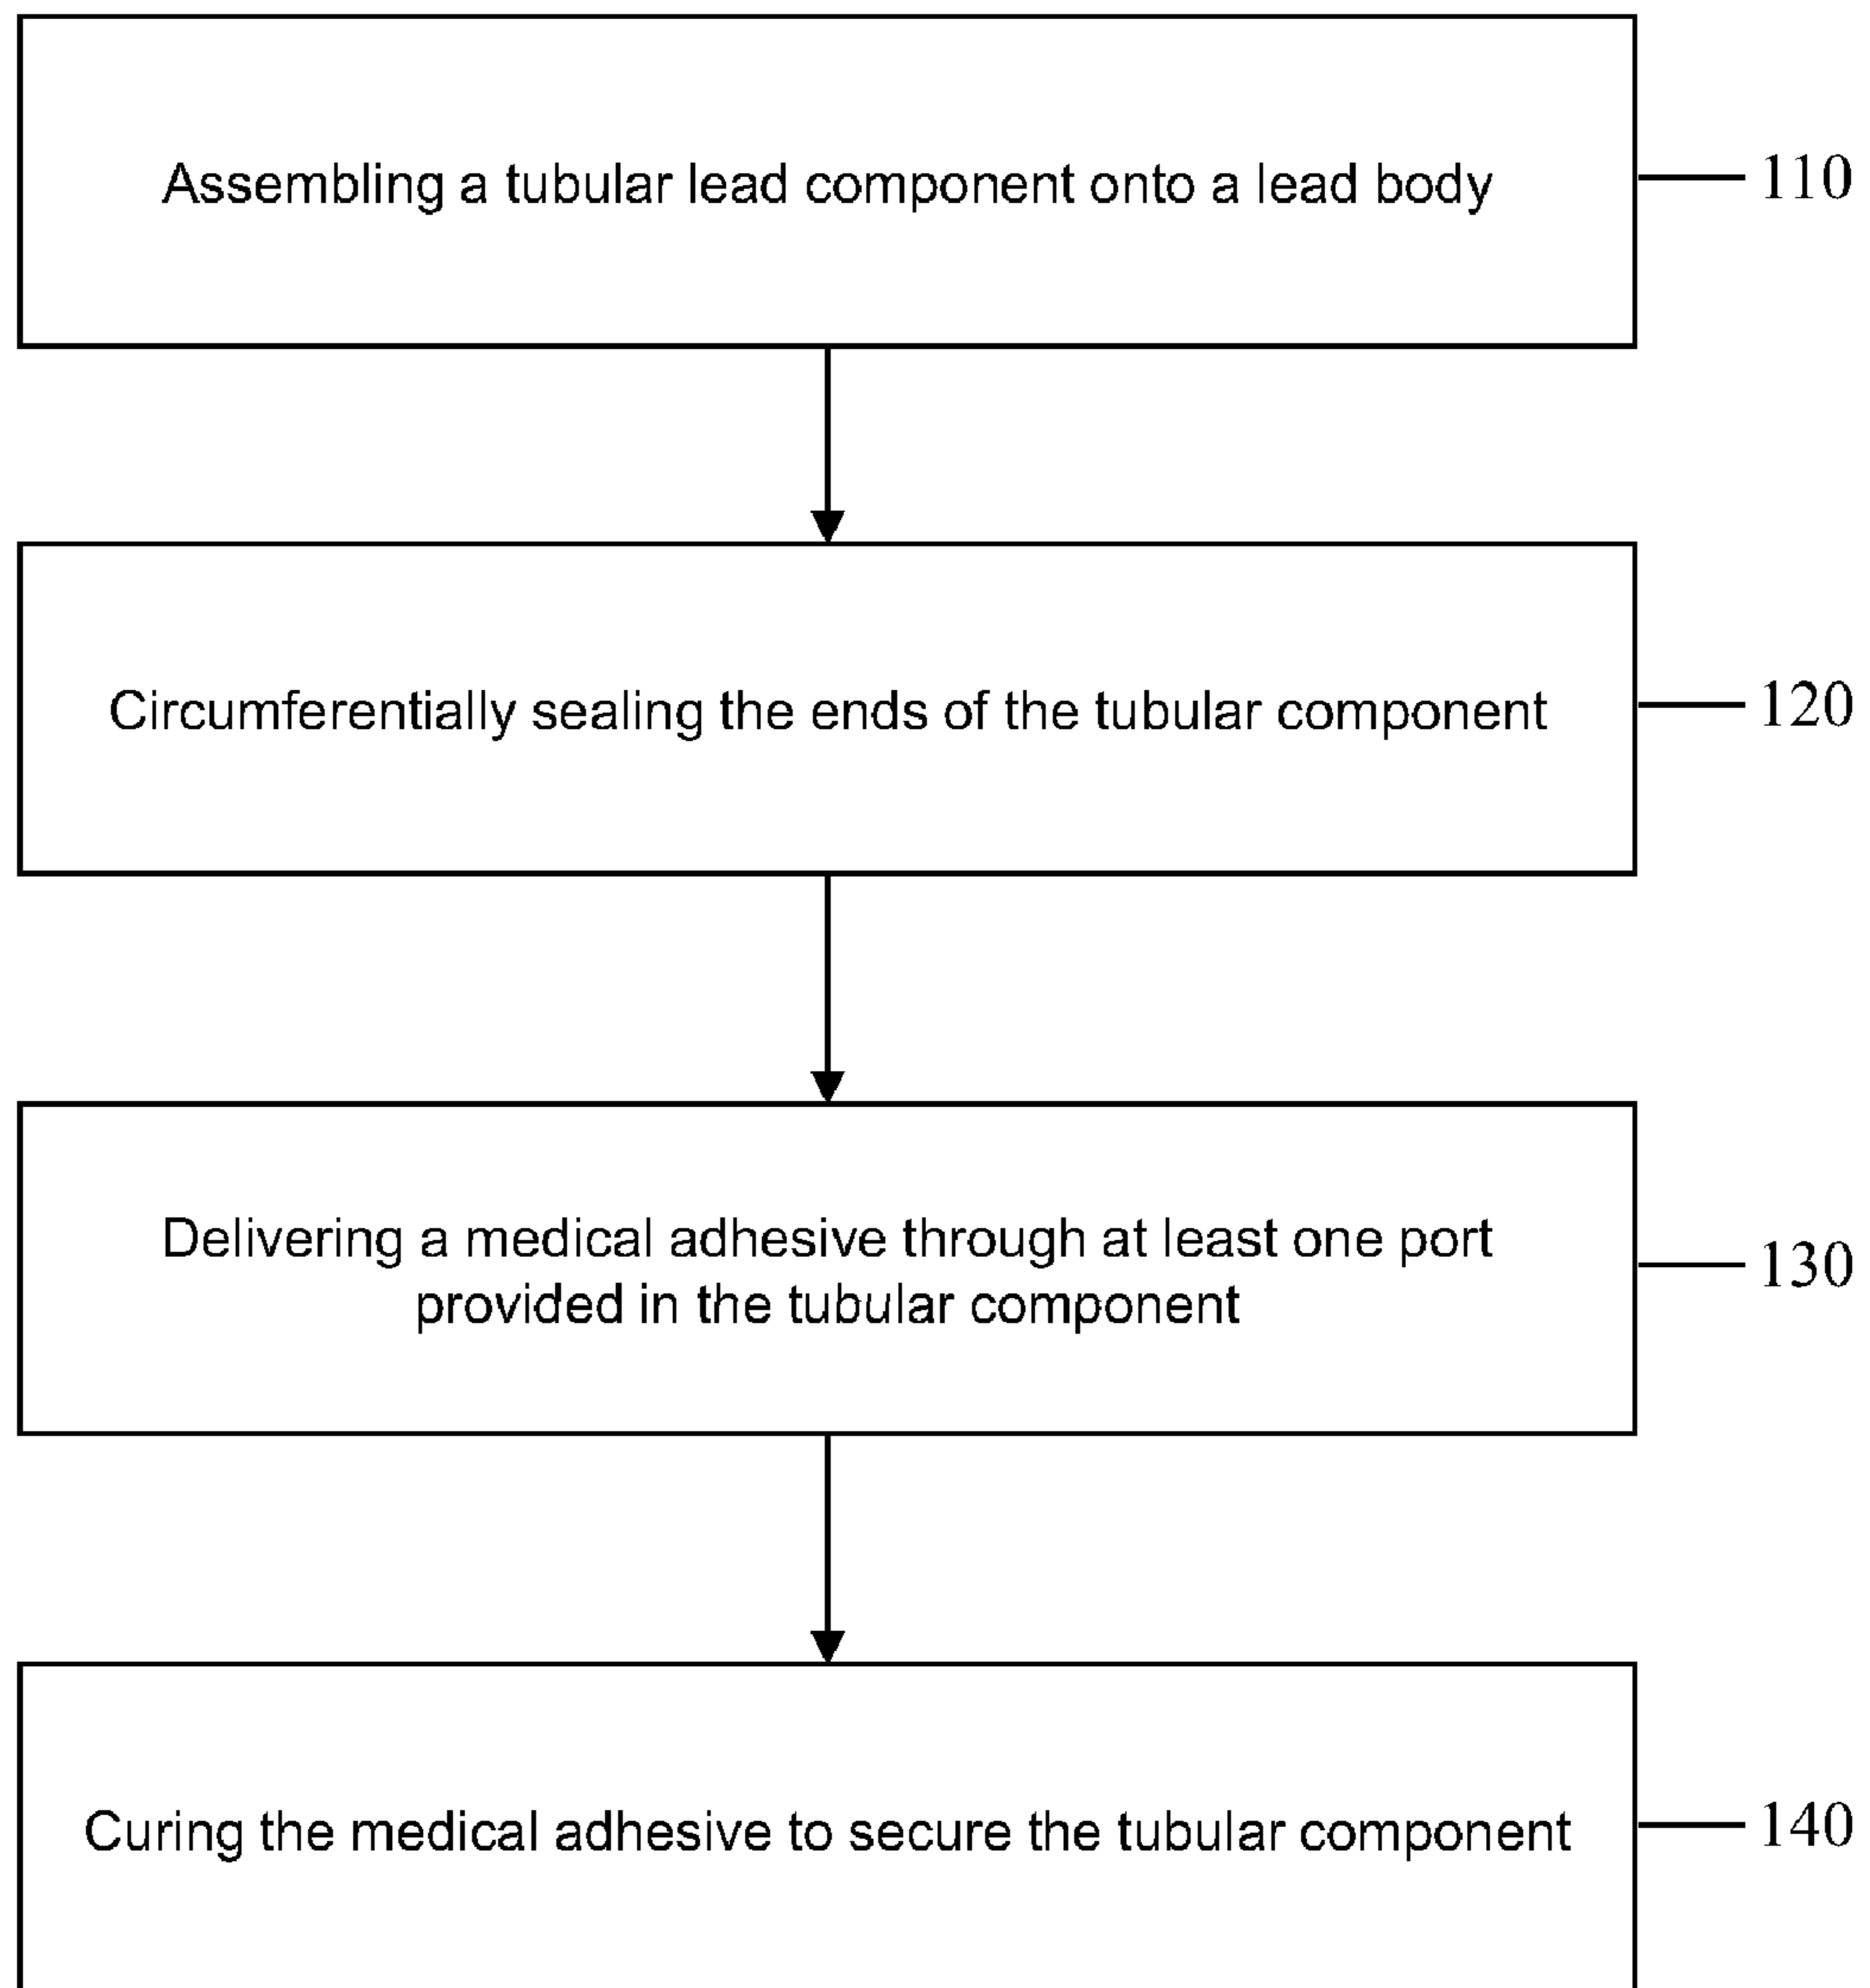 Assembling a tubular lead component onto a lead body
110
Circumferentially sealing the ends of the tubular component
120
Delivering a medical adhesive through at least one port
provided in the tubular component
130
Curing the medical adhesive to secure the tubular component
140